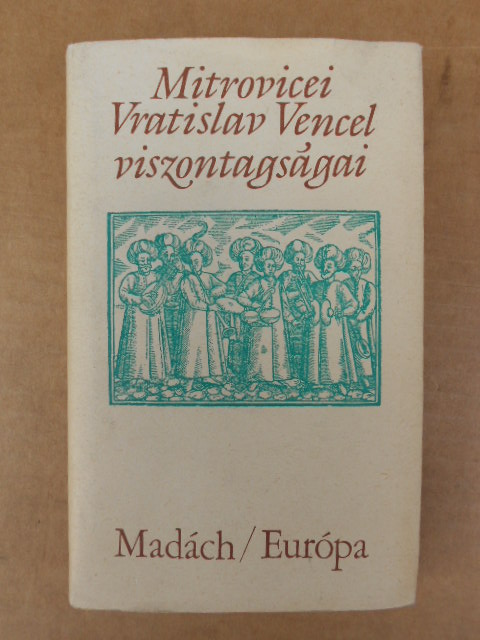 Mitrovicei
Vratislav Vencel
viszontagságai
Madách / Európa